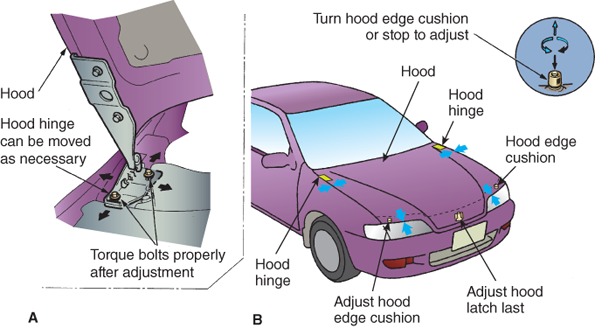 Hood
Hood hinge
can be moved
as necessary
Torque bolts properly
after adjustment
A
Turn hood edge cushion
or stop to adjust
Hood
Hood
hinge
Hood edge
cushion
Hood
hinge
Adjust hood
edge cushion
Adjust hood
latch last
B